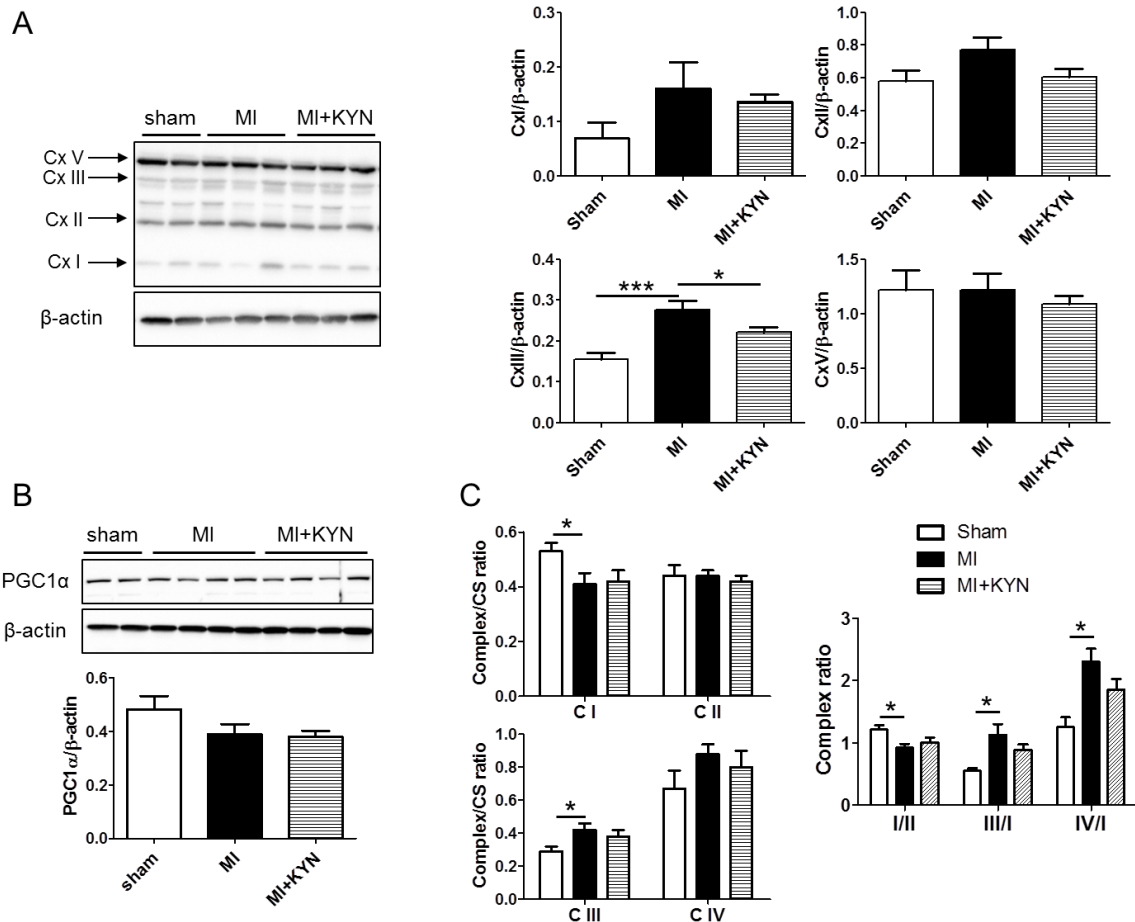 A
sham MI MI+KYN
Cx V
Cx III
Cx II
Cx I
β-actin
CxI/β-actin
0.3
0.2
0.1
0.0
Sham
MI
MI+KYN
CxII/β-actin
1.0
0.8
0.6
0.4
0.2
0.0
Sham
MI
MI+KYN
CxIII/β-actin
0.4
0.3
0.2
0.1
0.0
*** *
Sham
MI
MI+KYN
CxV/β-actin
1.5
1.0
0.5
0.0
Sham
MI
MI+KYN
B
sham MI MI+KYN
PGC1α
β-actin
PGC1α/β-actin
0.6
0.4
0.2
0.0
sham
MI
MI+KYN
C
Complex/CS ratio
0.6
0.4
0.2
0.0
*
C I C II
Complex/CS ratio
1.0
0.8
0.6
0.4
0.2
0.0
*
C III C IV
Sham
MI
MI+KYN
Complex ratio
3
2
1
0
* * *
I/II III/I IV/I